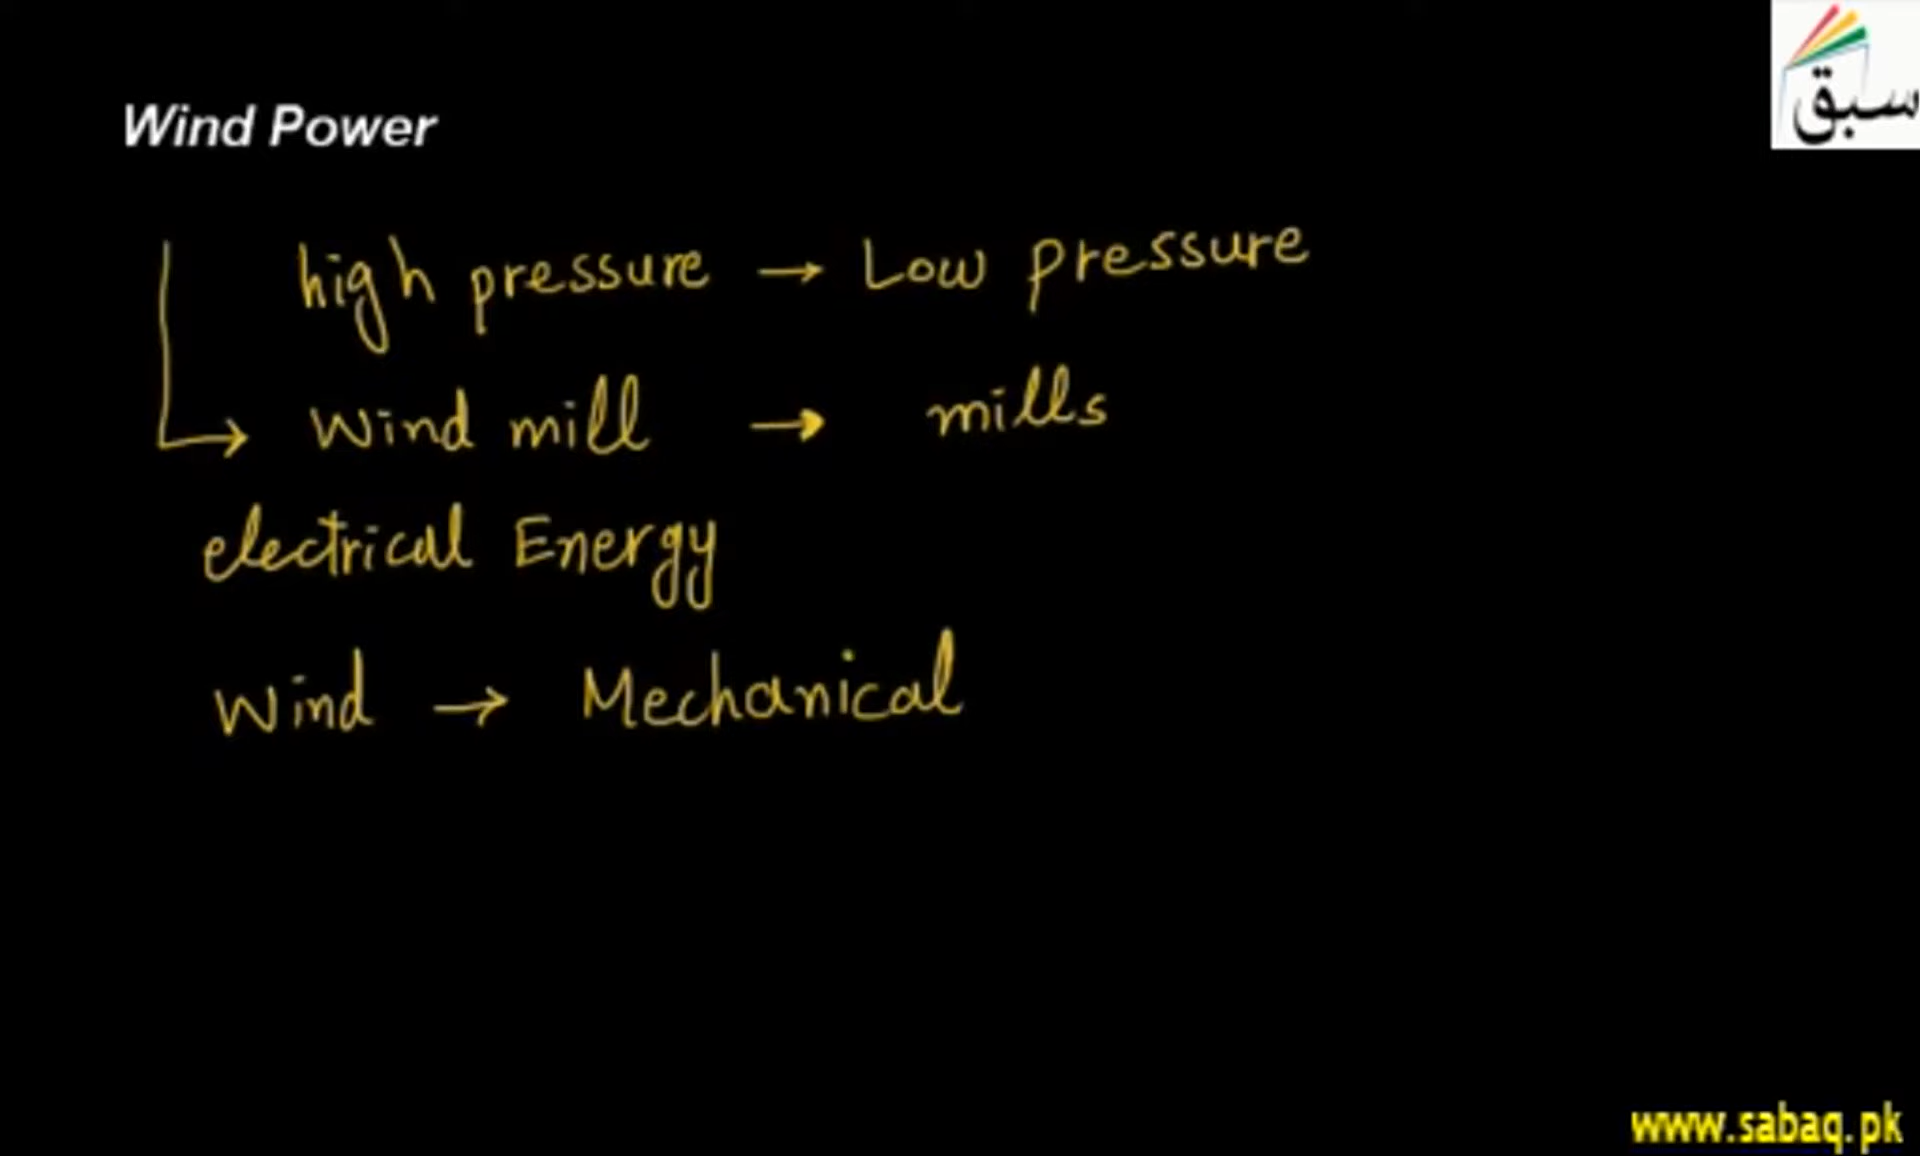 سبق
Wind Power
high pressure → Low pressure
Wind mill → mills
electrical Energy
Wind → Mechanical
www.sabaq.pk